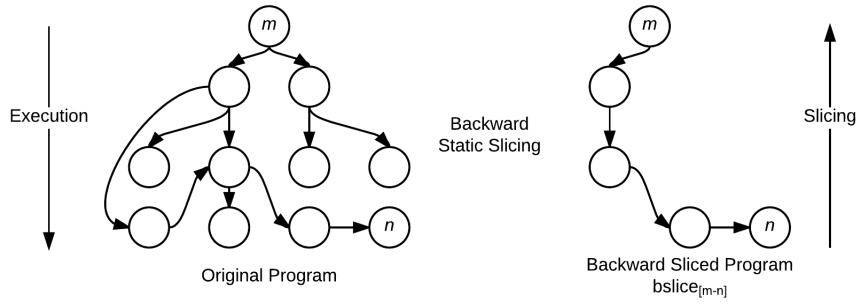 m
m
Execution
Slicing
Backward
Static Slicing
n
n
Original Program
Backward Sliced Program
bslice[m-n]